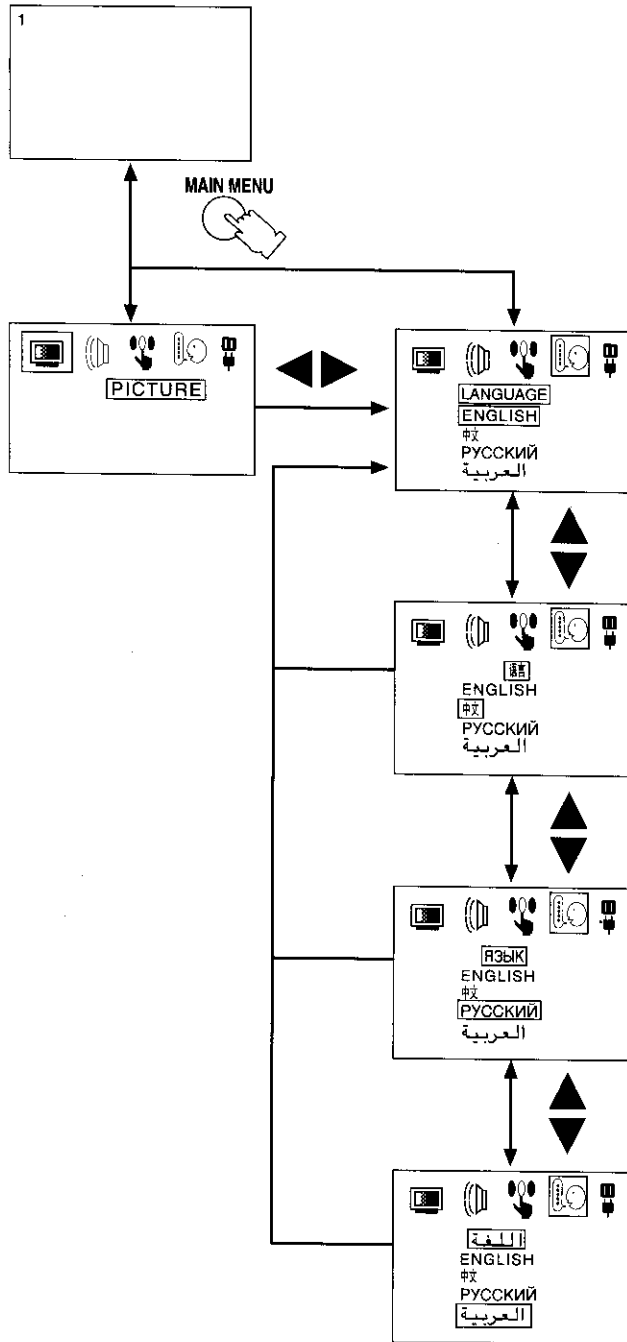 1
MAIN MENU
PICTURE
LANGUAGE
ENGLISH
中文
РУССКИЙ
العربية
語言
ENGLISH
中文
РУССКИЙ
العربية
ЯЗЫК
ENGLISH
中文
РУССКИЙ
العربية
اللغة
ENGLISH
中文
РУССКИЙ
العربية